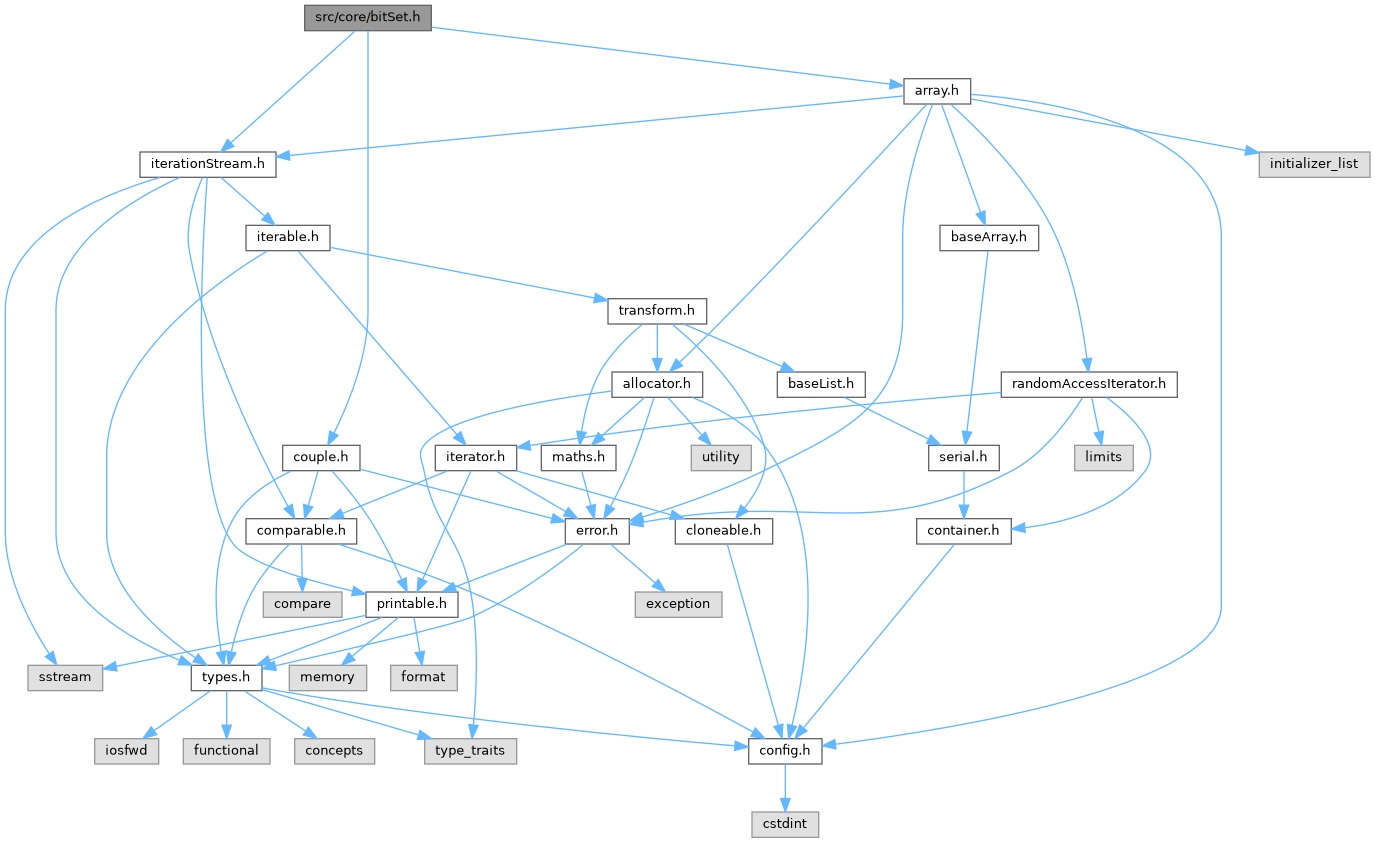 src/core/bitSet.h
array.h
iterationStream.h
initializer_list
iterable.h
baseArray.h
transform.h
allocator.h
baseList.h
randomAccessIterator.h
couple.h
iterator.h
maths.h
utility
serial.h
limits
comparable.h
error.h
cloneable.h
container.h
compare
printable.h
exception
sstream
types.h
memory
format
iosfwd
functional
concepts
type_traits
config.h
cstdint